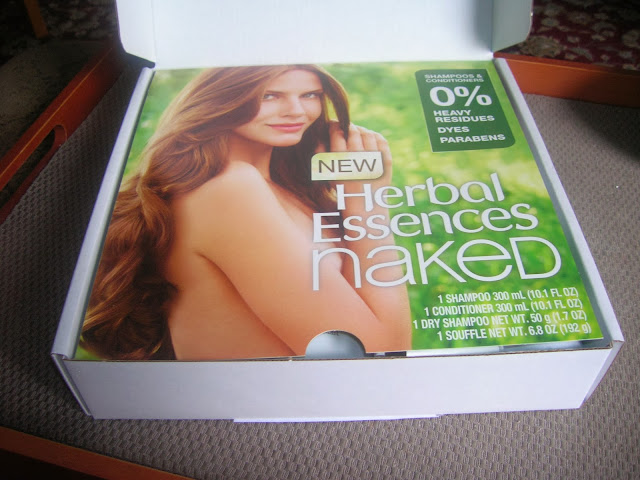 SHAMPOOS &
CONDITIONERS
0%
HEAVY
RESIDUES
DYES
PARABENS
NEW
Herbal
Essences
naked
1 SHAMPOO 300 mL (10.1 FL OZ)
1 CONDITIONER 300 mL (10.1 FL OZ)
1 DRY SHAMPOO NET WT. 50 g (1.7 OZ)
1 SOUFFLE NET WT. 6.8 OZ (192 g)